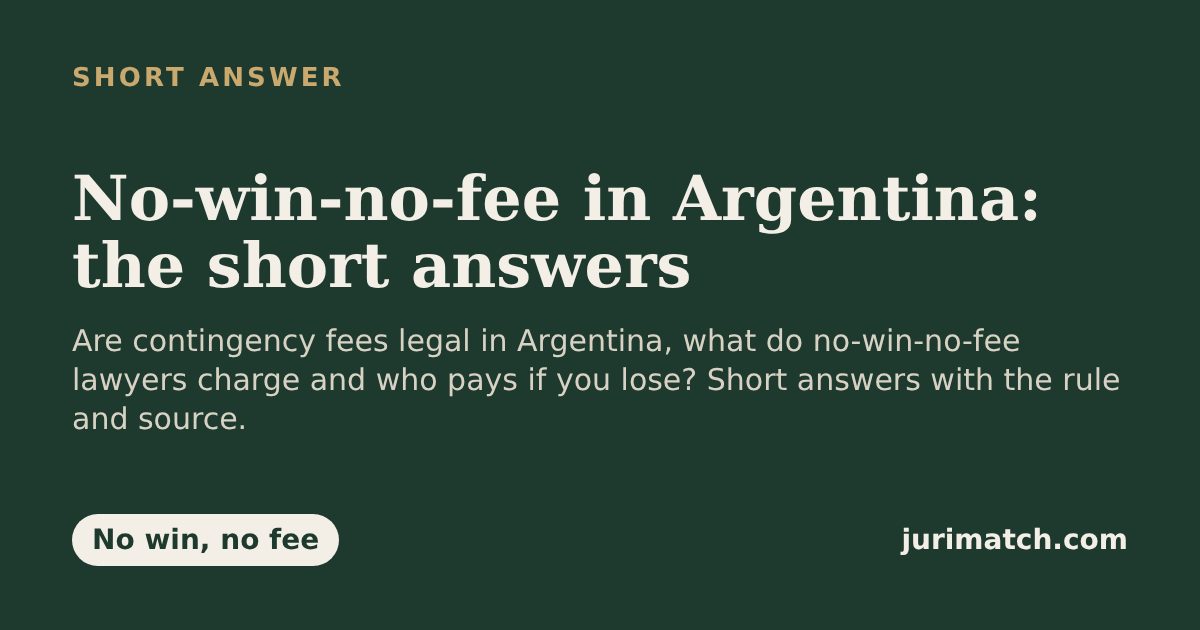 SHORT ANSWER
No-win-no-fee in Argentina:
the short answers
Are contingency fees legal in Argentina, what do no-win-no-fee
lawyers charge and who pays if you lose? Short answers with the rule
and source.
No win, no fee
jurimatch.com